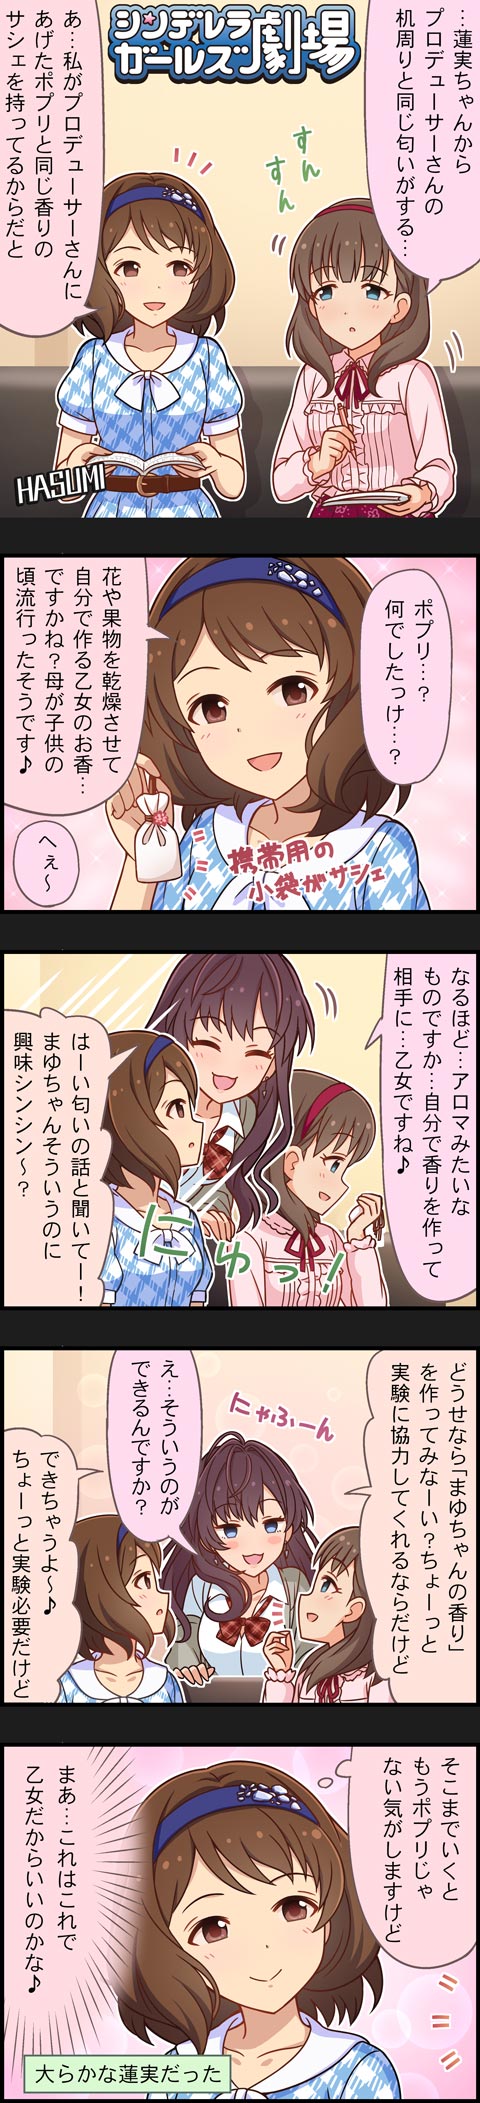 シンデレラ
ガールズ劇場
…蓮実ちゃんから
プロデューサーさんの
机周りと同じ匂いがする…
すん
すん
あ…私がプロデューサーさんに
あげたポプリと同じ香りの
サシェを持ってるからだと
HASUMI
ポプリ…?
何でしたっけ…?
花や果物を乾燥させて
自分で作る乙女のお香…
ですかね?母が子供の
頃流行ったそうです♪
へぇ~
携帯用の
小袋がサシェ
なるほど…アロマみたいな
ものですか…自分で香りを作って
相手に…乙女ですね♪
はーい匂いの話と聞いてー!
まゆちゃんそういうのに
興味シンシン~?
にゅっ!
どうせなら「まゆちゃんの香り」
を作ってみなーい?ちょーっと
実験に協力してくれるならだけど
にゃふーん
え…そういうのが
できるんですか?
できちゃうよ~♪
ちょーっと実験必要だけど
そこまでいくと
もうポプリじゃ
ない気がしますけど
まあ…これはこれで
乙女だからいいのかな♪
大らかな蓮実だった